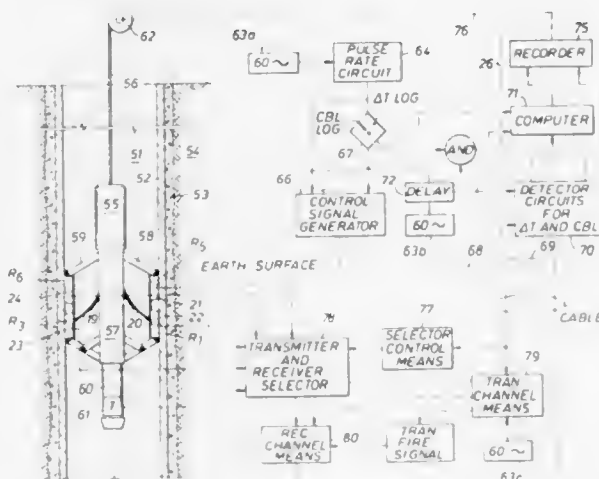 62
56
51
54
52
53
55
59
58
R6
R5
24
21
19
57
20
22
R3
R1
23
60
61
T
63a
60 ~
PULSE
RATE
CIRCUIT
64
ΔT LOG
CBL
LOG
67
66
CONTROL
SIGNAL
GENERATOR
72
DELAY
60 ~
63b
AND
76
75
26
RECORDER
71
COMPUTER
DETECTOR
CIRCUITS
FOR
ΔT AND CBL
68
69
70
EARTH SURFACE
CABLE
78
TRANSMITTER
AND
RECEIVER
SELECTOR
77
SELECTOR
CONTROL
MEANS
79
TRAN
CHANNEL
MEANS
REC
CHANNEL
MEANS
80
TRAN
FIRE
SIGNAL
60 ~
63c